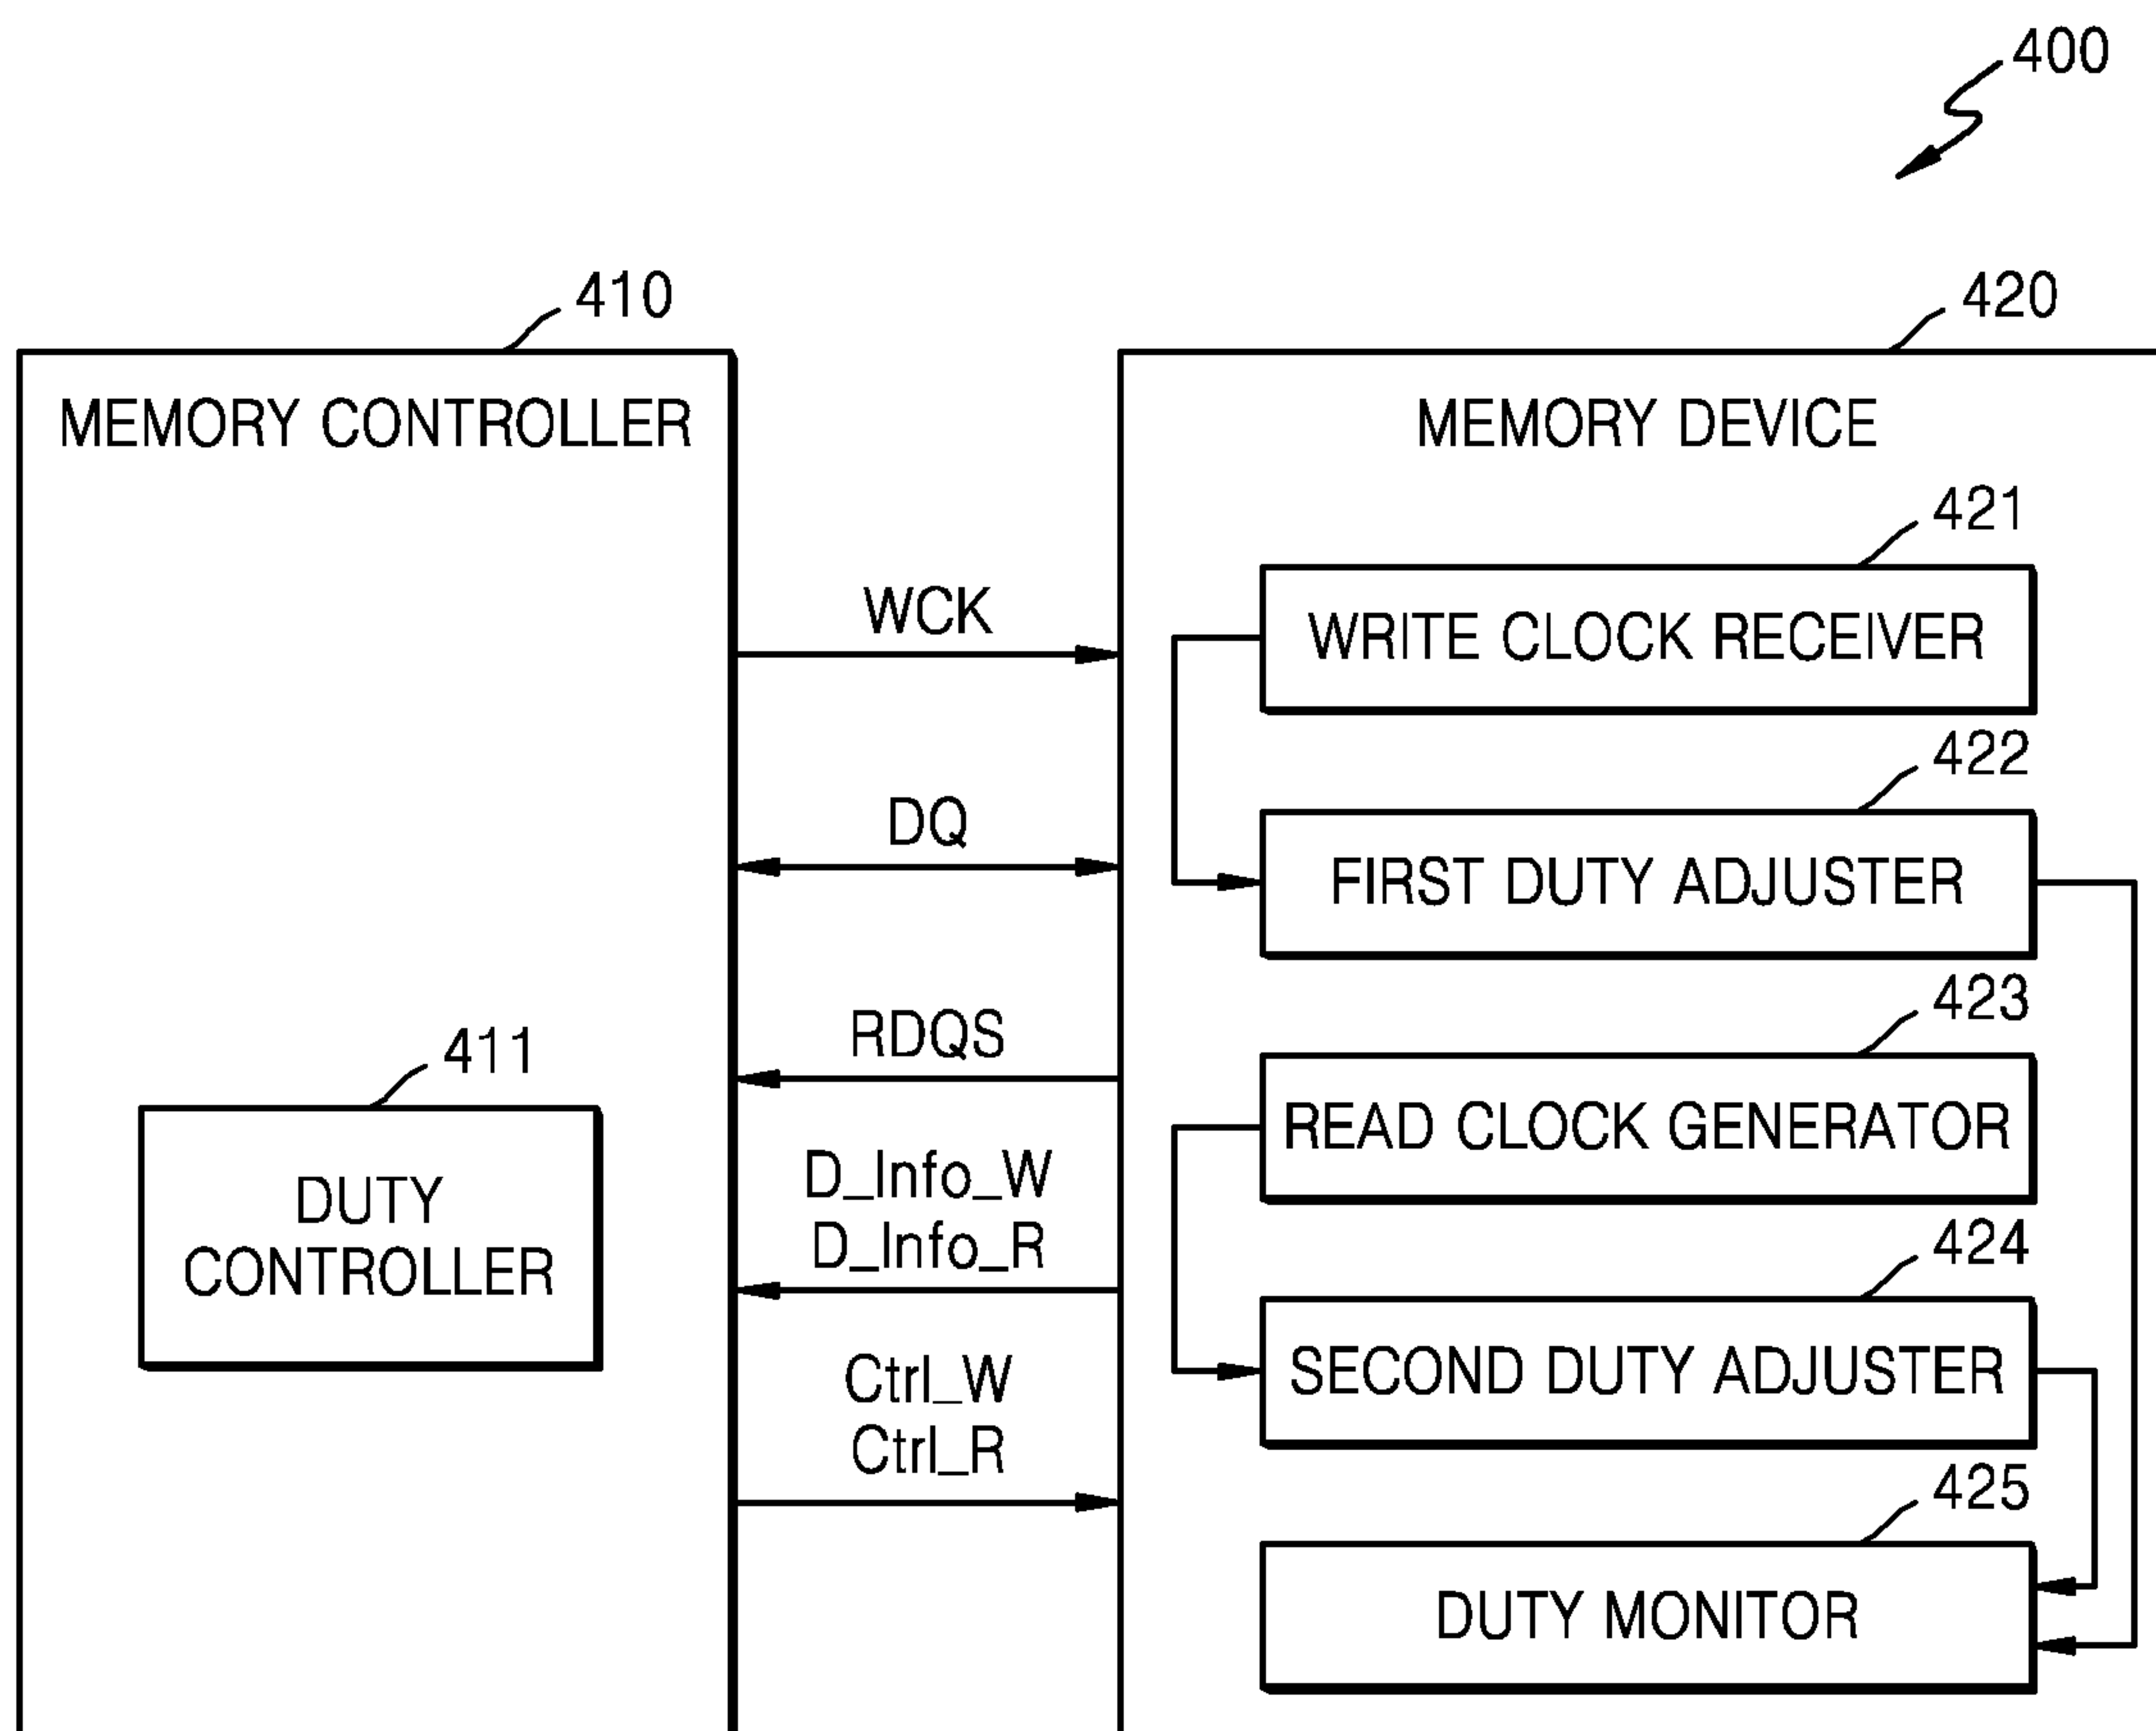 400
410
420
MEMORY CONTROLLER
MEMORY DEVICE
421
WCK
WRITE CLOCK RECEIVER
422
DQ
FIRST DUTY ADJUSTER
423
RDQS
411
READ CLOCK GENERATOR
D_Info_W
D_Info_R
DUTY
CONTROLLER
424
Ctrl_W
Ctrl_R
SECOND DUTY ADJUSTER
425
DUTY MONITOR